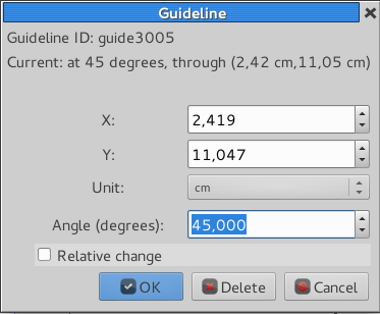 Guideline
Guideline ID: guide3005
Current: at 45 degrees, through (2,42 cm,11,05 cm)
X: 2,419
Y: 11,047
Unit: cm
Angle (degrees): 45,000
Relative change
OK Delete Cancel